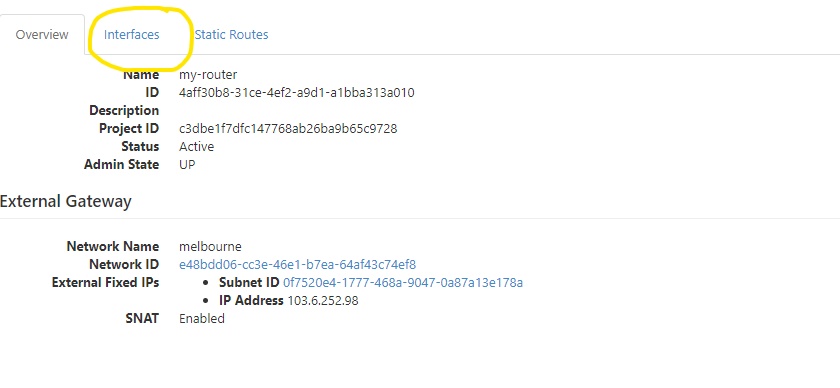 Overview Interfaces Static Routes
Name my-router
ID 4aff30b8-31ce-4ef2-a9d1-a1bba313a010
Description
Project ID c3dbe1f7dfc147768ab26ba9b65c9728
Status Active
Admin State UP
External Gateway
Network Name melbourne
Network ID e48bdd06-cc3e-46e1-b7ea-64af43c74ef8
External Fixed IPs • Subnet ID 0f7520e4-1777-468a-9047-0a87a13e178a
• IP Address 103.6.252.98
SNAT Enabled